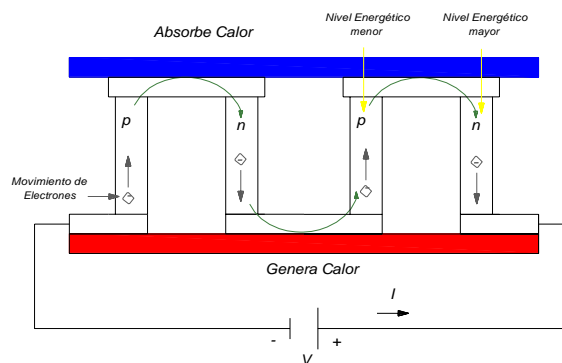 Absorbe Calor
Nivel Energético
menor
Nivel Energético
mayor
p
n
p
n
Movimiento de
Electrones
Genera Calor
I
- +
V